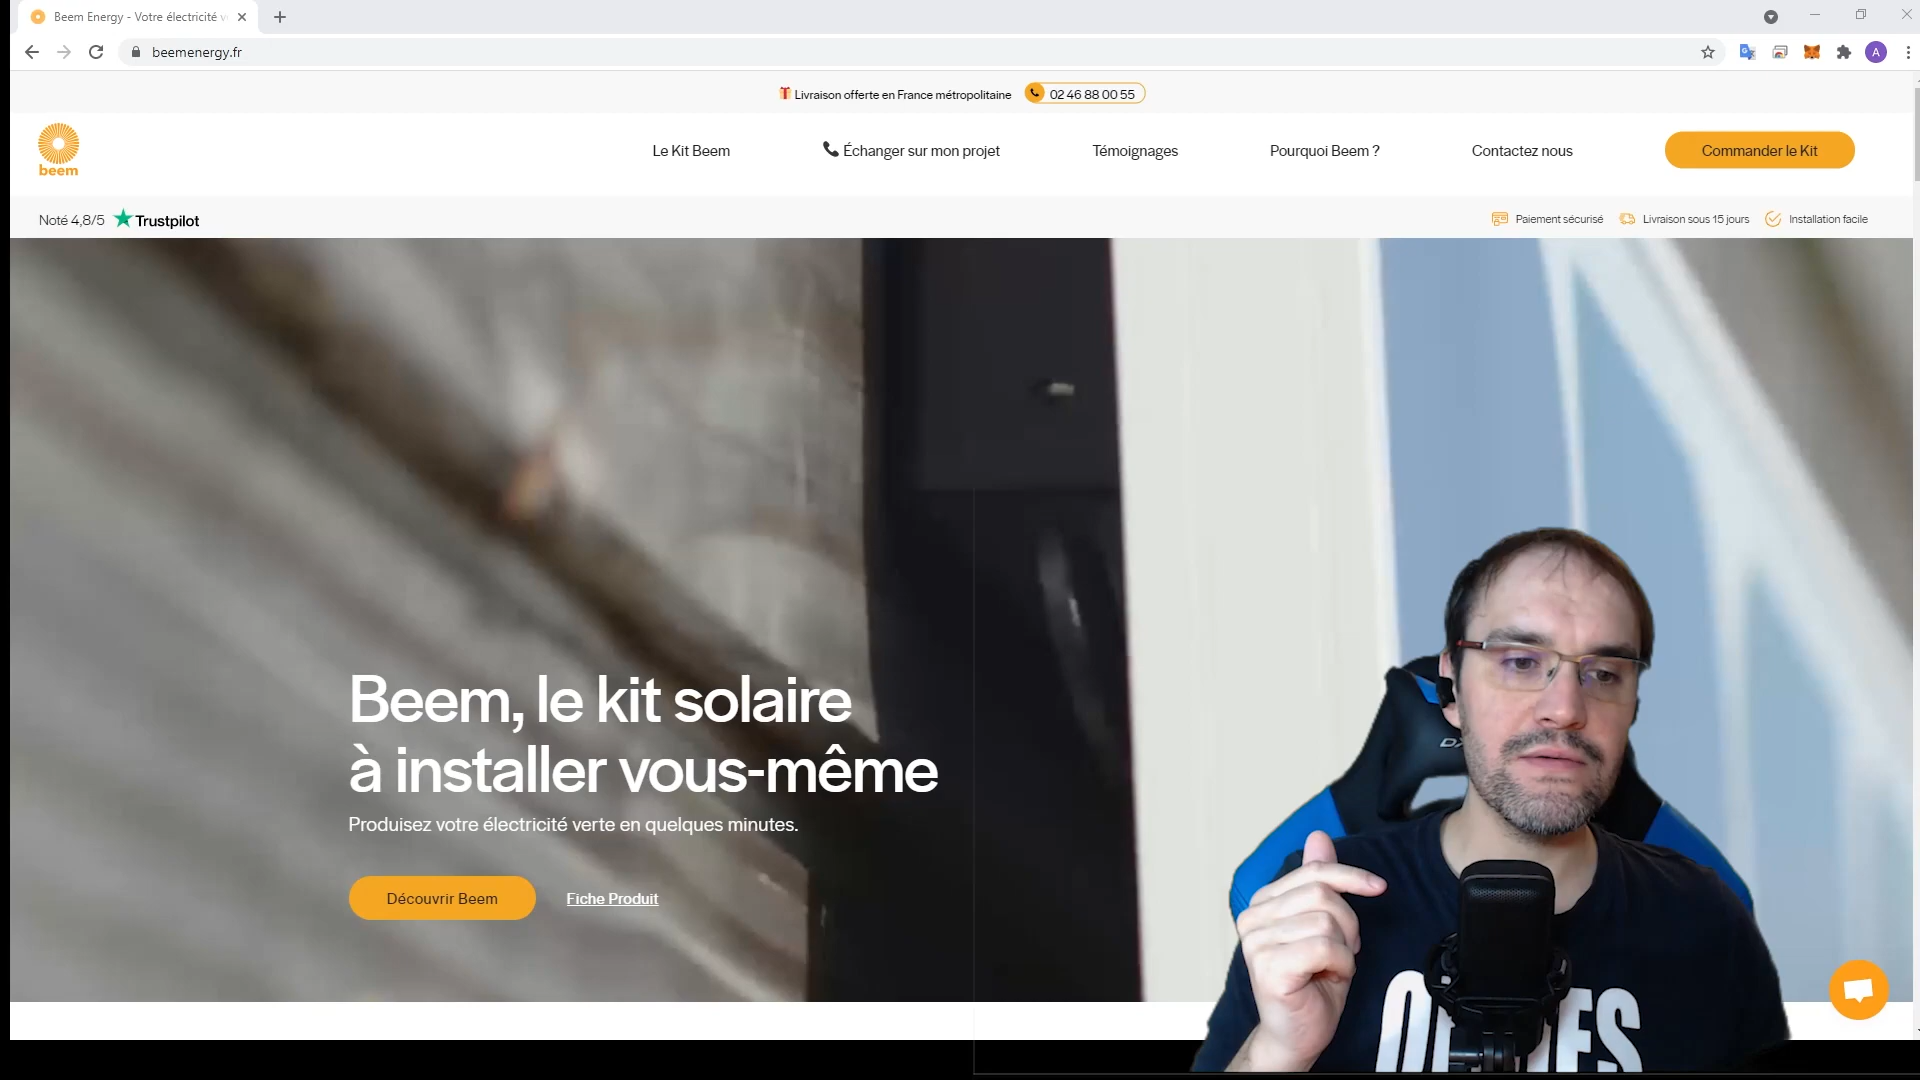 Beem Energy - Votre électricité v
beemenergy.fr
A
Livraison offerte en France métropolitaine 02 46 88 00 55
beem
Le Kit Beem Échanger sur mon projet Témoignages Pourquoi Beem ? Contactez nous Commander le Kit
Noté 4,8/5 Trustpilot Paiement sécurisé Livraison sous 15 jours Installation facile
Beem, le kit solaire
à installer vous-même
Produisez votre électricité verte en quelques minutes.
Découvrir Beem Fiche Produit